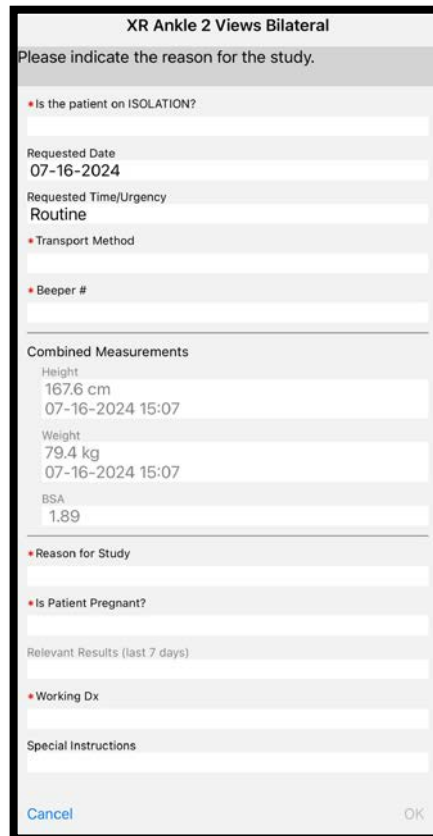 XR Ankle 2 Views Bilateral
Please indicate the reason for the study.
* Is the patient on ISOLATION?
Requested Date
07-16-2024
Requested Time/Urgency
Routine
* Transport Method
* Beeper #
Combined Measurements
Height
167.6 cm
07-16-2024 15:07
Weight
79.4 kg
07-16-2024 15:07
BSA
1.89
* Reason for Study
* Is Patient Pregnant?
Relevant Results (last 7 days)
* Working Dx
Special Instructions
Cancel OK